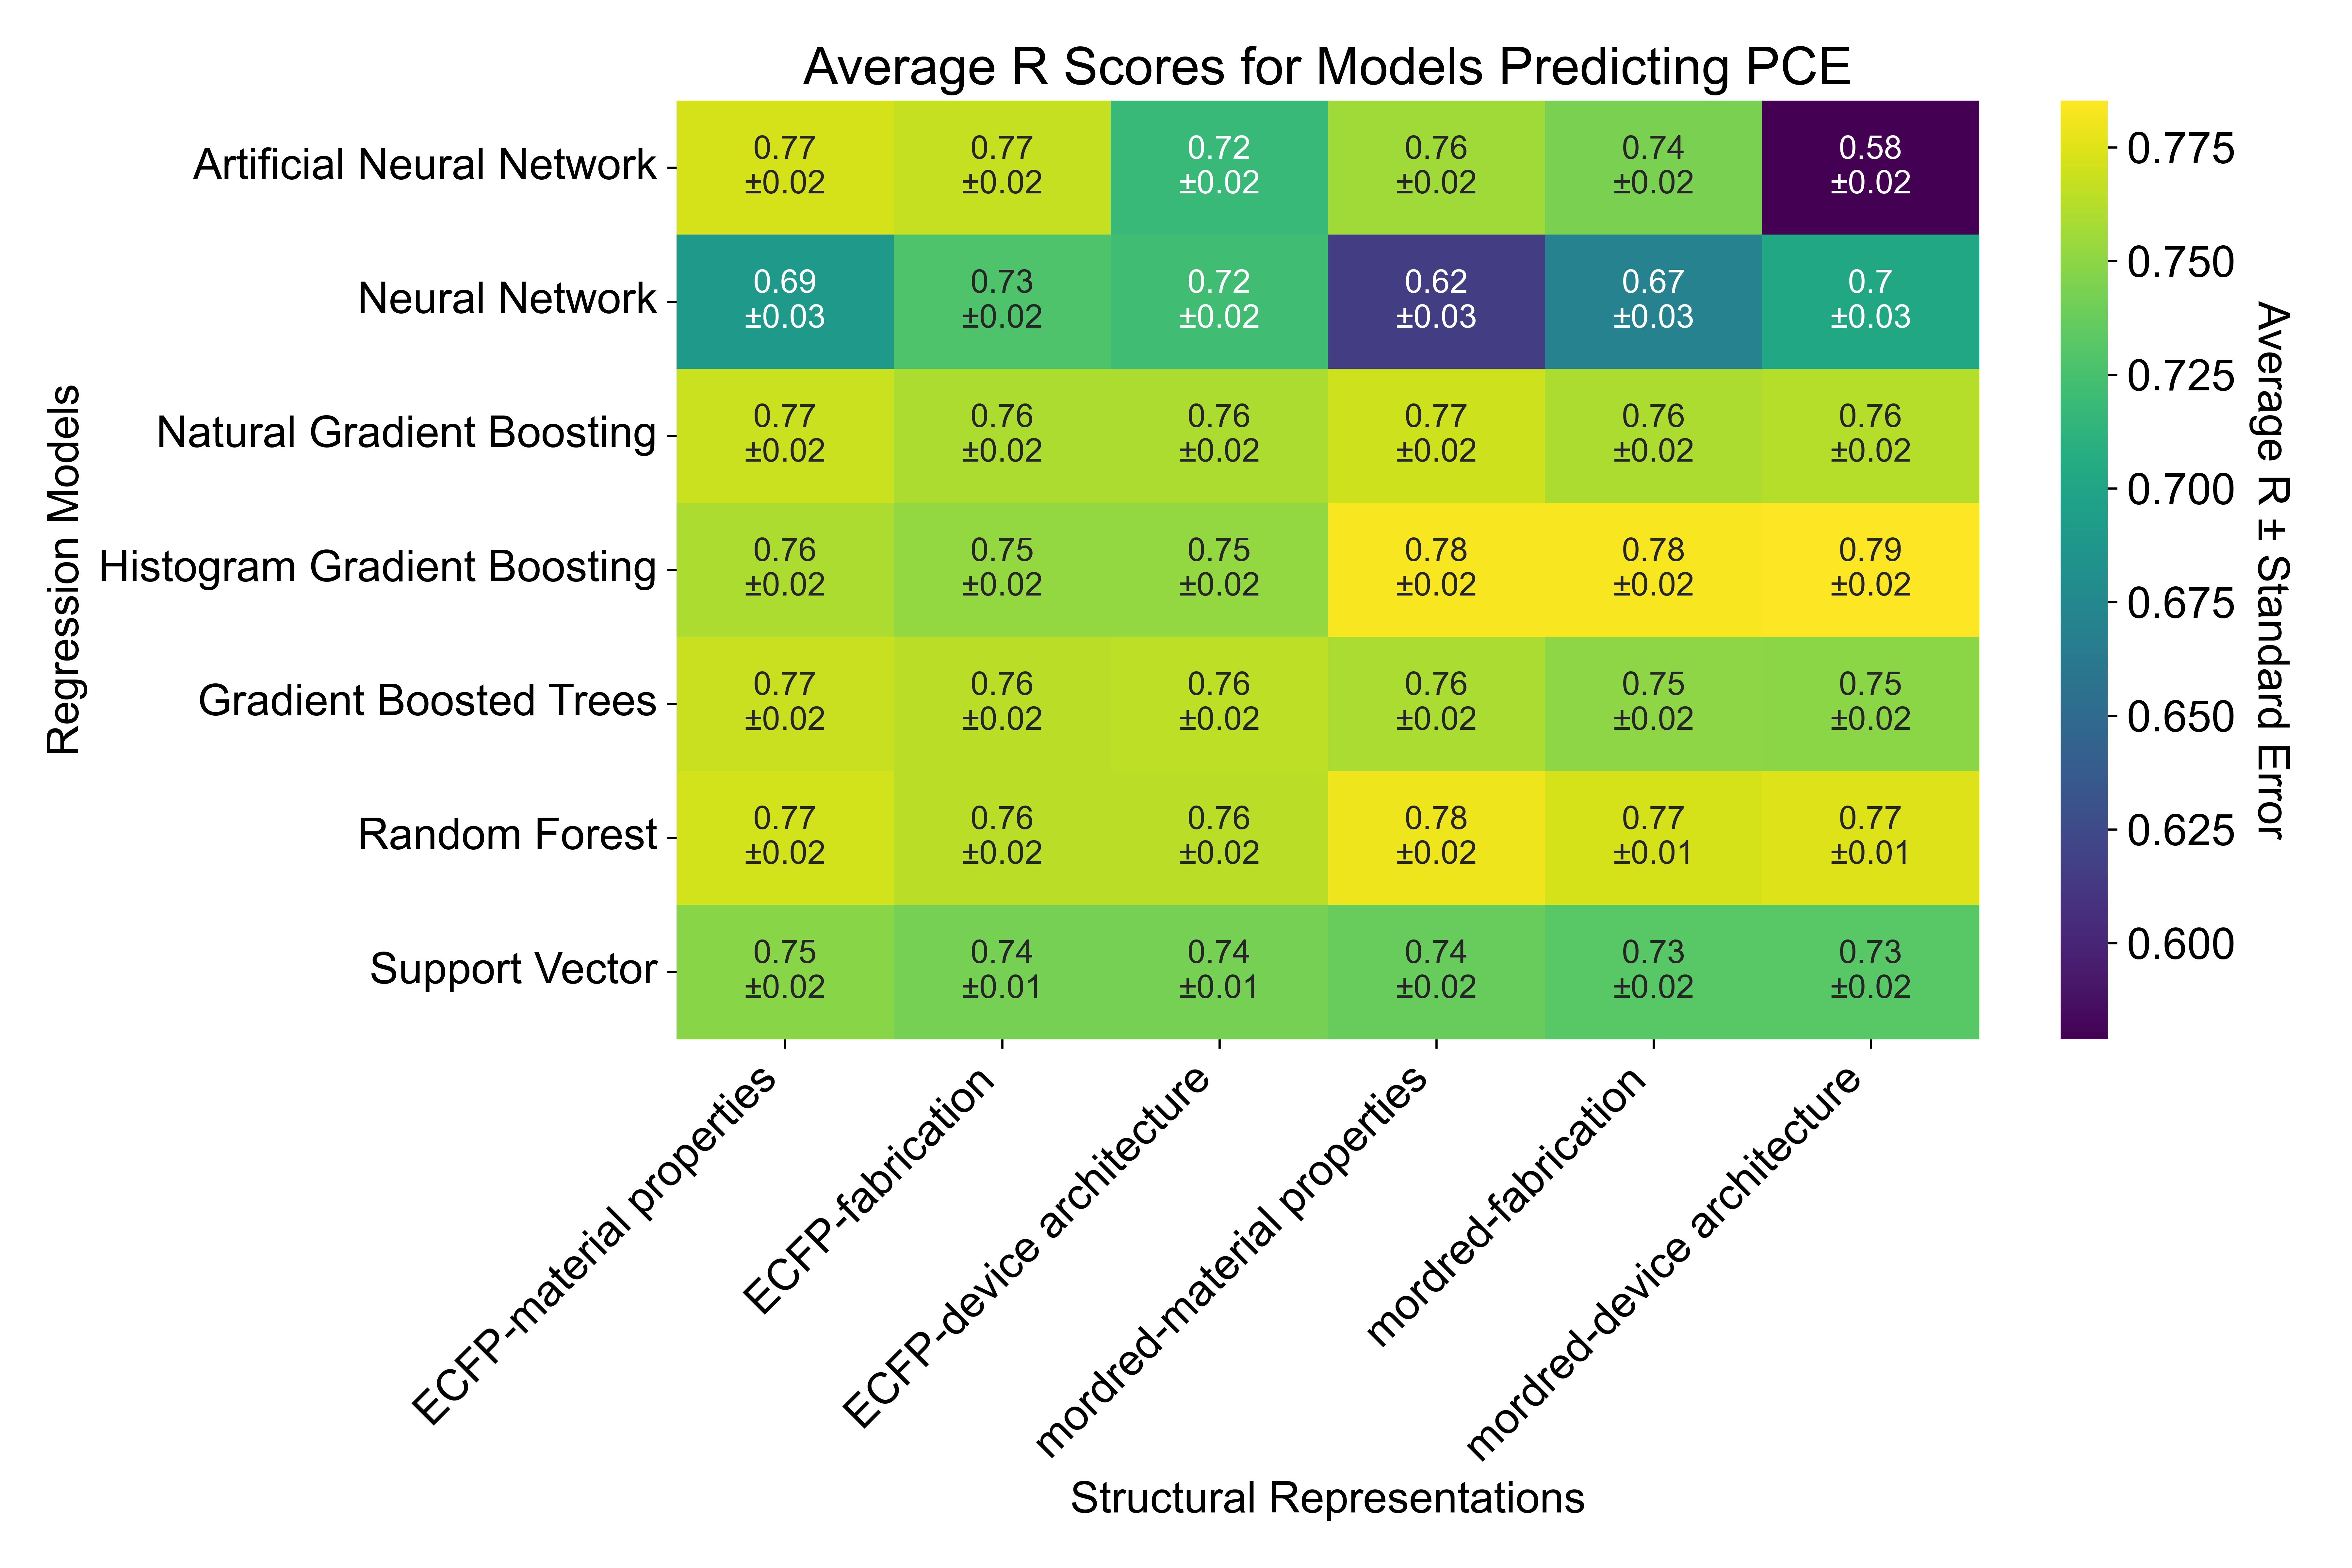 Average R Scores for Models Predicting PCE
Regression Models
Artificial Neural Network
0.77 0.77 0.72 0.76 0.74 0.58
±0.02 ±0.02 ±0.02 ±0.02 ±0.02 ±0.02
Neural Network
0.69 0.73 0.72 0.62 0.67 0.7
±0.03 ±0.02 ±0.02 ±0.03 ±0.03 ±0.03
Natural Gradient Boosting
0.77 0.76 0.76 0.77 0.76 0.76
±0.02 ±0.02 ±0.02 ±0.02 ±0.02 ±0.02
Histogram Gradient Boosting
0.76 0.75 0.75 0.78 0.78 0.79
±0.02 ±0.02 ±0.02 ±0.02 ±0.02 ±0.02
Gradient Boosted Trees
0.77 0.76 0.76 0.76 0.75 0.75
±0.02 ±0.02 ±0.02 ±0.02 ±0.02 ±0.02
Random Forest
0.77 0.76 0.76 0.78 0.77 0.77
±0.02 ±0.02 ±0.02 ±0.02 ±0.01 ±0.01
Support Vector
0.75 0.74 0.74 0.74 0.73 0.73
±0.02 ±0.01 ±0.01 ±0.02 ±0.02 ±0.02
ECFP-material properties
ECFP-fabrication
ECFP-device architecture
mordred-material properties
mordred-fabrication
mordred-device architecture
Structural Representations
0.775
0.750
0.725
0.700
0.675
0.650
0.625
0.600
Average R ± Standard Error